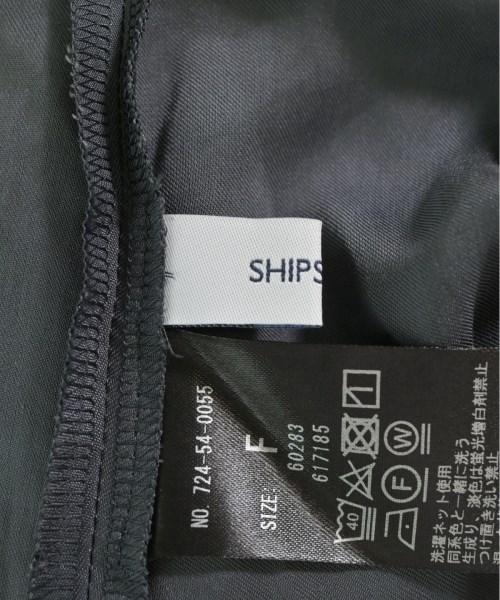 SHIPS
NO. 724-54-0055
SIZE: F
60283
617185
40
F W
洗濯ネット使用
同系色と一緒に洗う
生成り、淡色は蛍光増白剤禁止
つけ置き洗い禁止